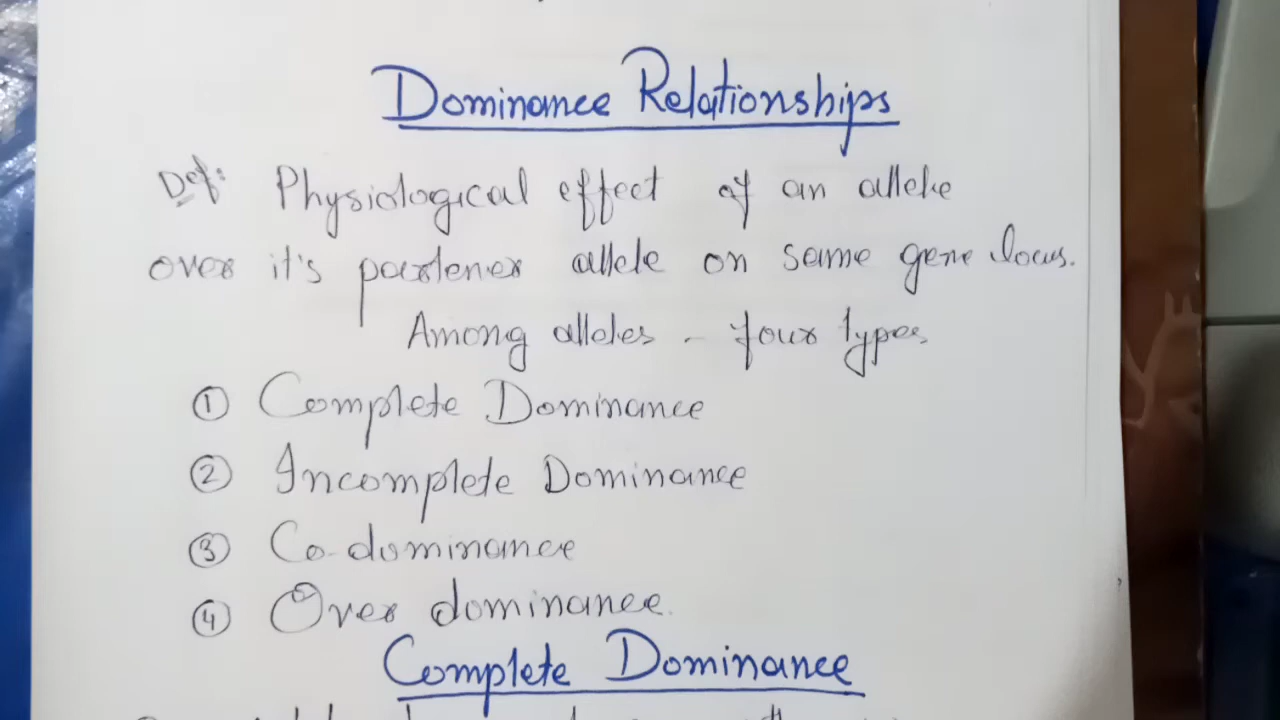 Dominance Relationships
Def: Physiological effect of an allele
over it's partener allele on same gene locus.
Among alleles - four types
① Complete Dominance
② Incomplete Dominance
③ Co-dominance
④ Over dominance.
Complete Dominance